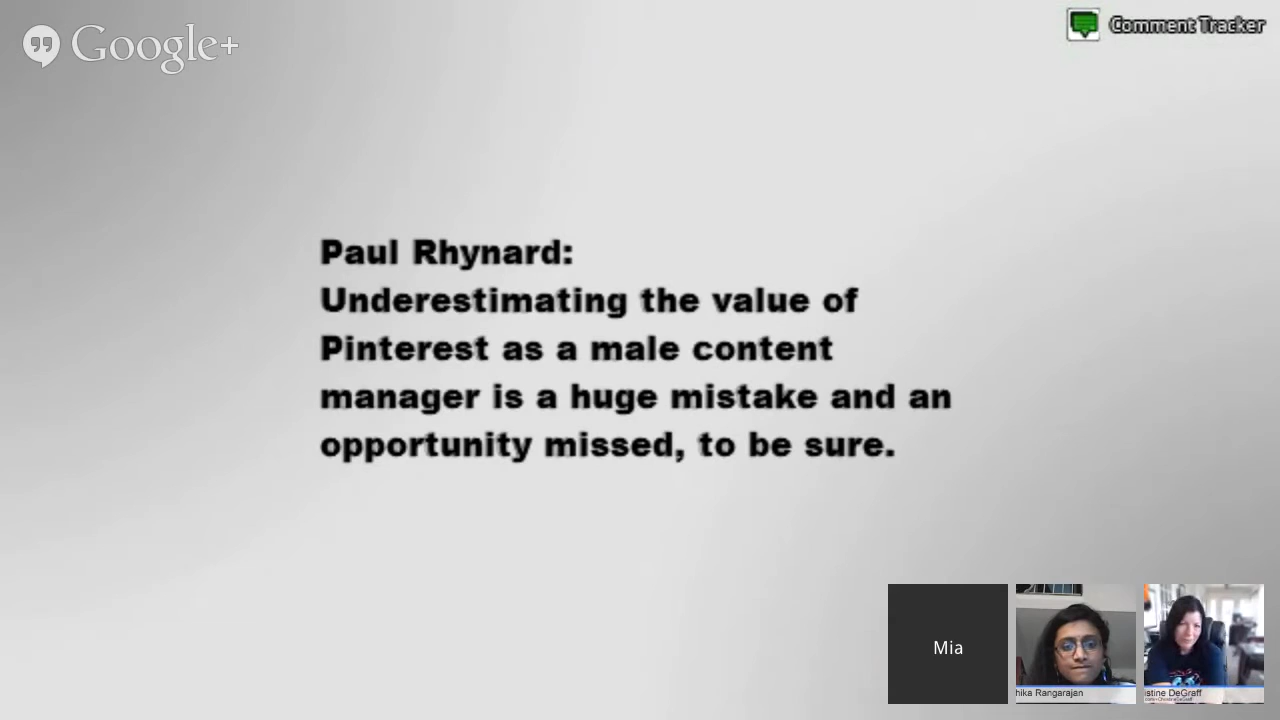 Google+
Comment Tracker
Paul Rhynard:
Underestimating the value of
Pinterest as a male content
manager is a huge mistake and an
opportunity missed, to be sure.
Mia
hika Rangarajan
istine DeGraff